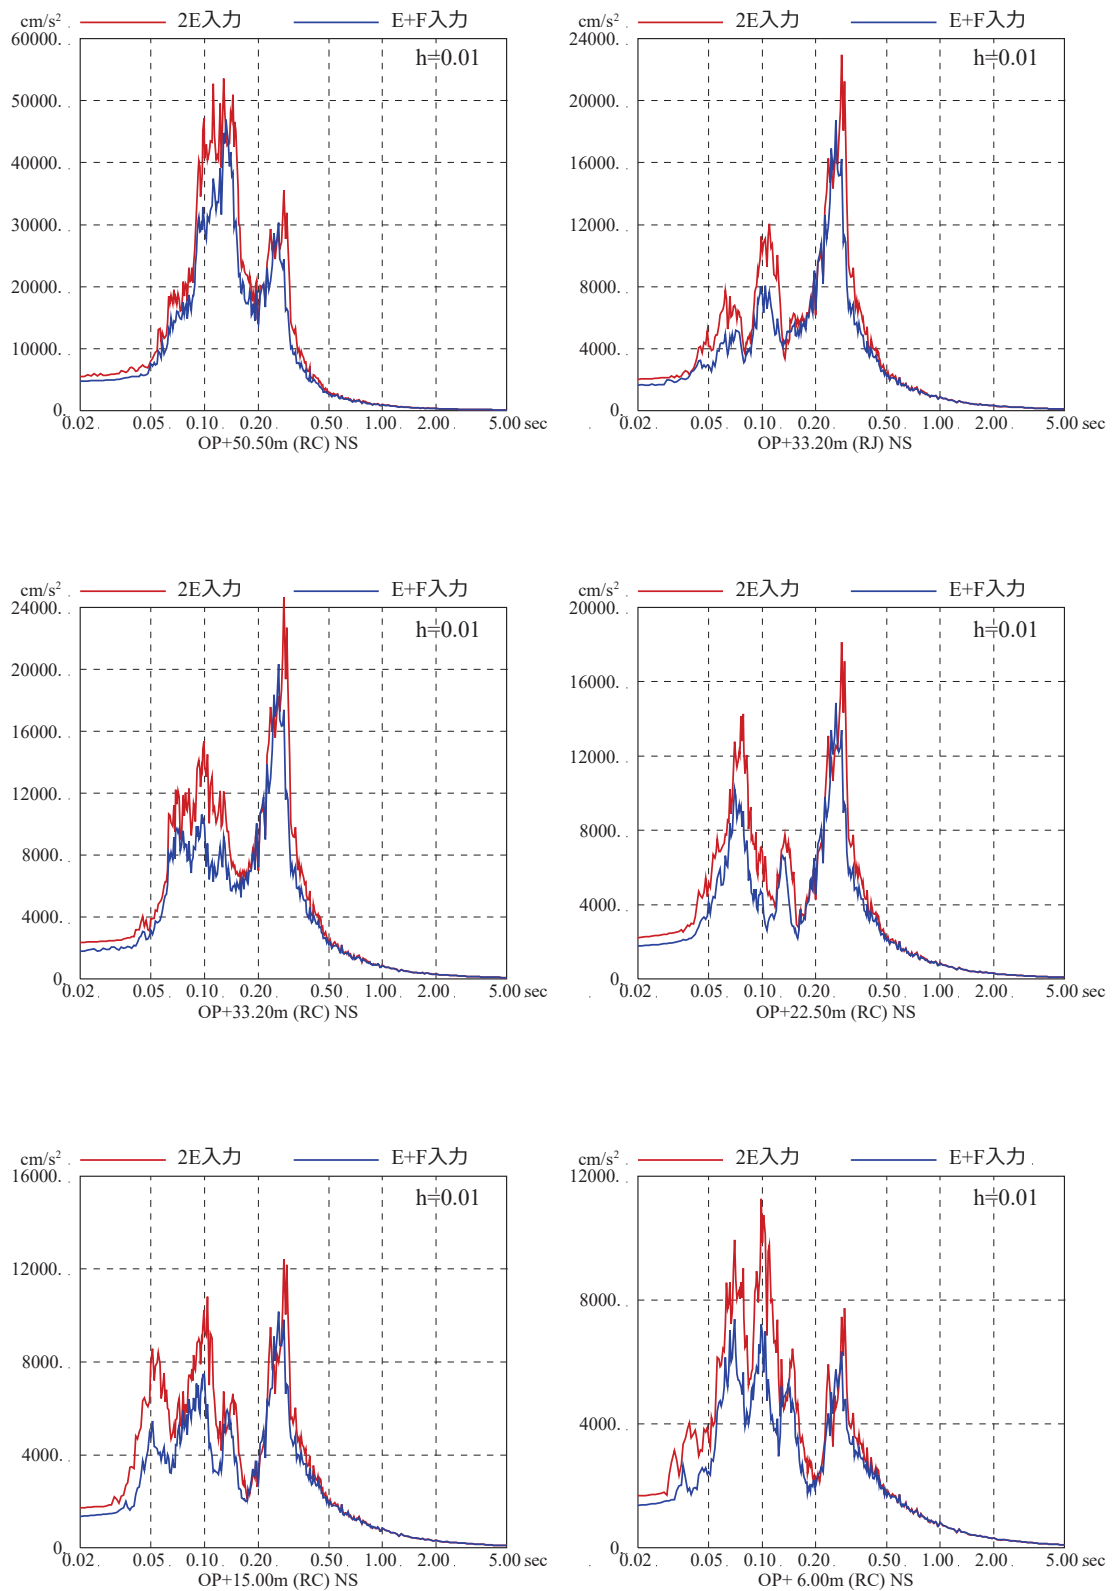 cm/s² 2E入力 E+F入力
60000.
h=0.01
50000.
40000.
30000.
20000.
10000.
0.
0.02 0.05 0.10 0.20 0.50 1.00 2.00 5.00 sec
OP+50.50m (RC) NS
cm/s² 2E入力 E+F入力
24000.
h=0.01
20000.
16000.
12000.
8000.
4000.
0.
0.02 0.05 0.10 0.20 0.50 1.00 2.00 5.00 sec
OP+33.20m (RJ) NS
cm/s² 2E入力 E+F入力
24000.
h=0.01
20000.
16000.
12000.
8000.
4000.
0.
0.02 0.05 0.10 0.20 0.50 1.00 2.00 5.00 sec
OP+33.20m (RC) NS
cm/s² 2E入力 E+F入力
20000.
h=0.01
16000.
12000.
8000.
4000.
0.
0.02 0.05 0.10 0.20 0.50 1.00 2.00 5.00 sec
OP+22.50m (RC) NS
cm/s² 2E入力 E+F入力
16000.
h=0.01
12000.
8000.
4000.
0.
0.02 0.05 0.10 0.20 0.50 1.00 2.00 5.00 sec
OP+15.00m (RC) NS
cm/s² 2E入力 E+F入力
12000.
h=0.01
8000.
4000.
0.
0.02 0.05 0.10 0.20 0.50 1.00 2.00 5.00 sec
OP+ 6.00m (RC) NS